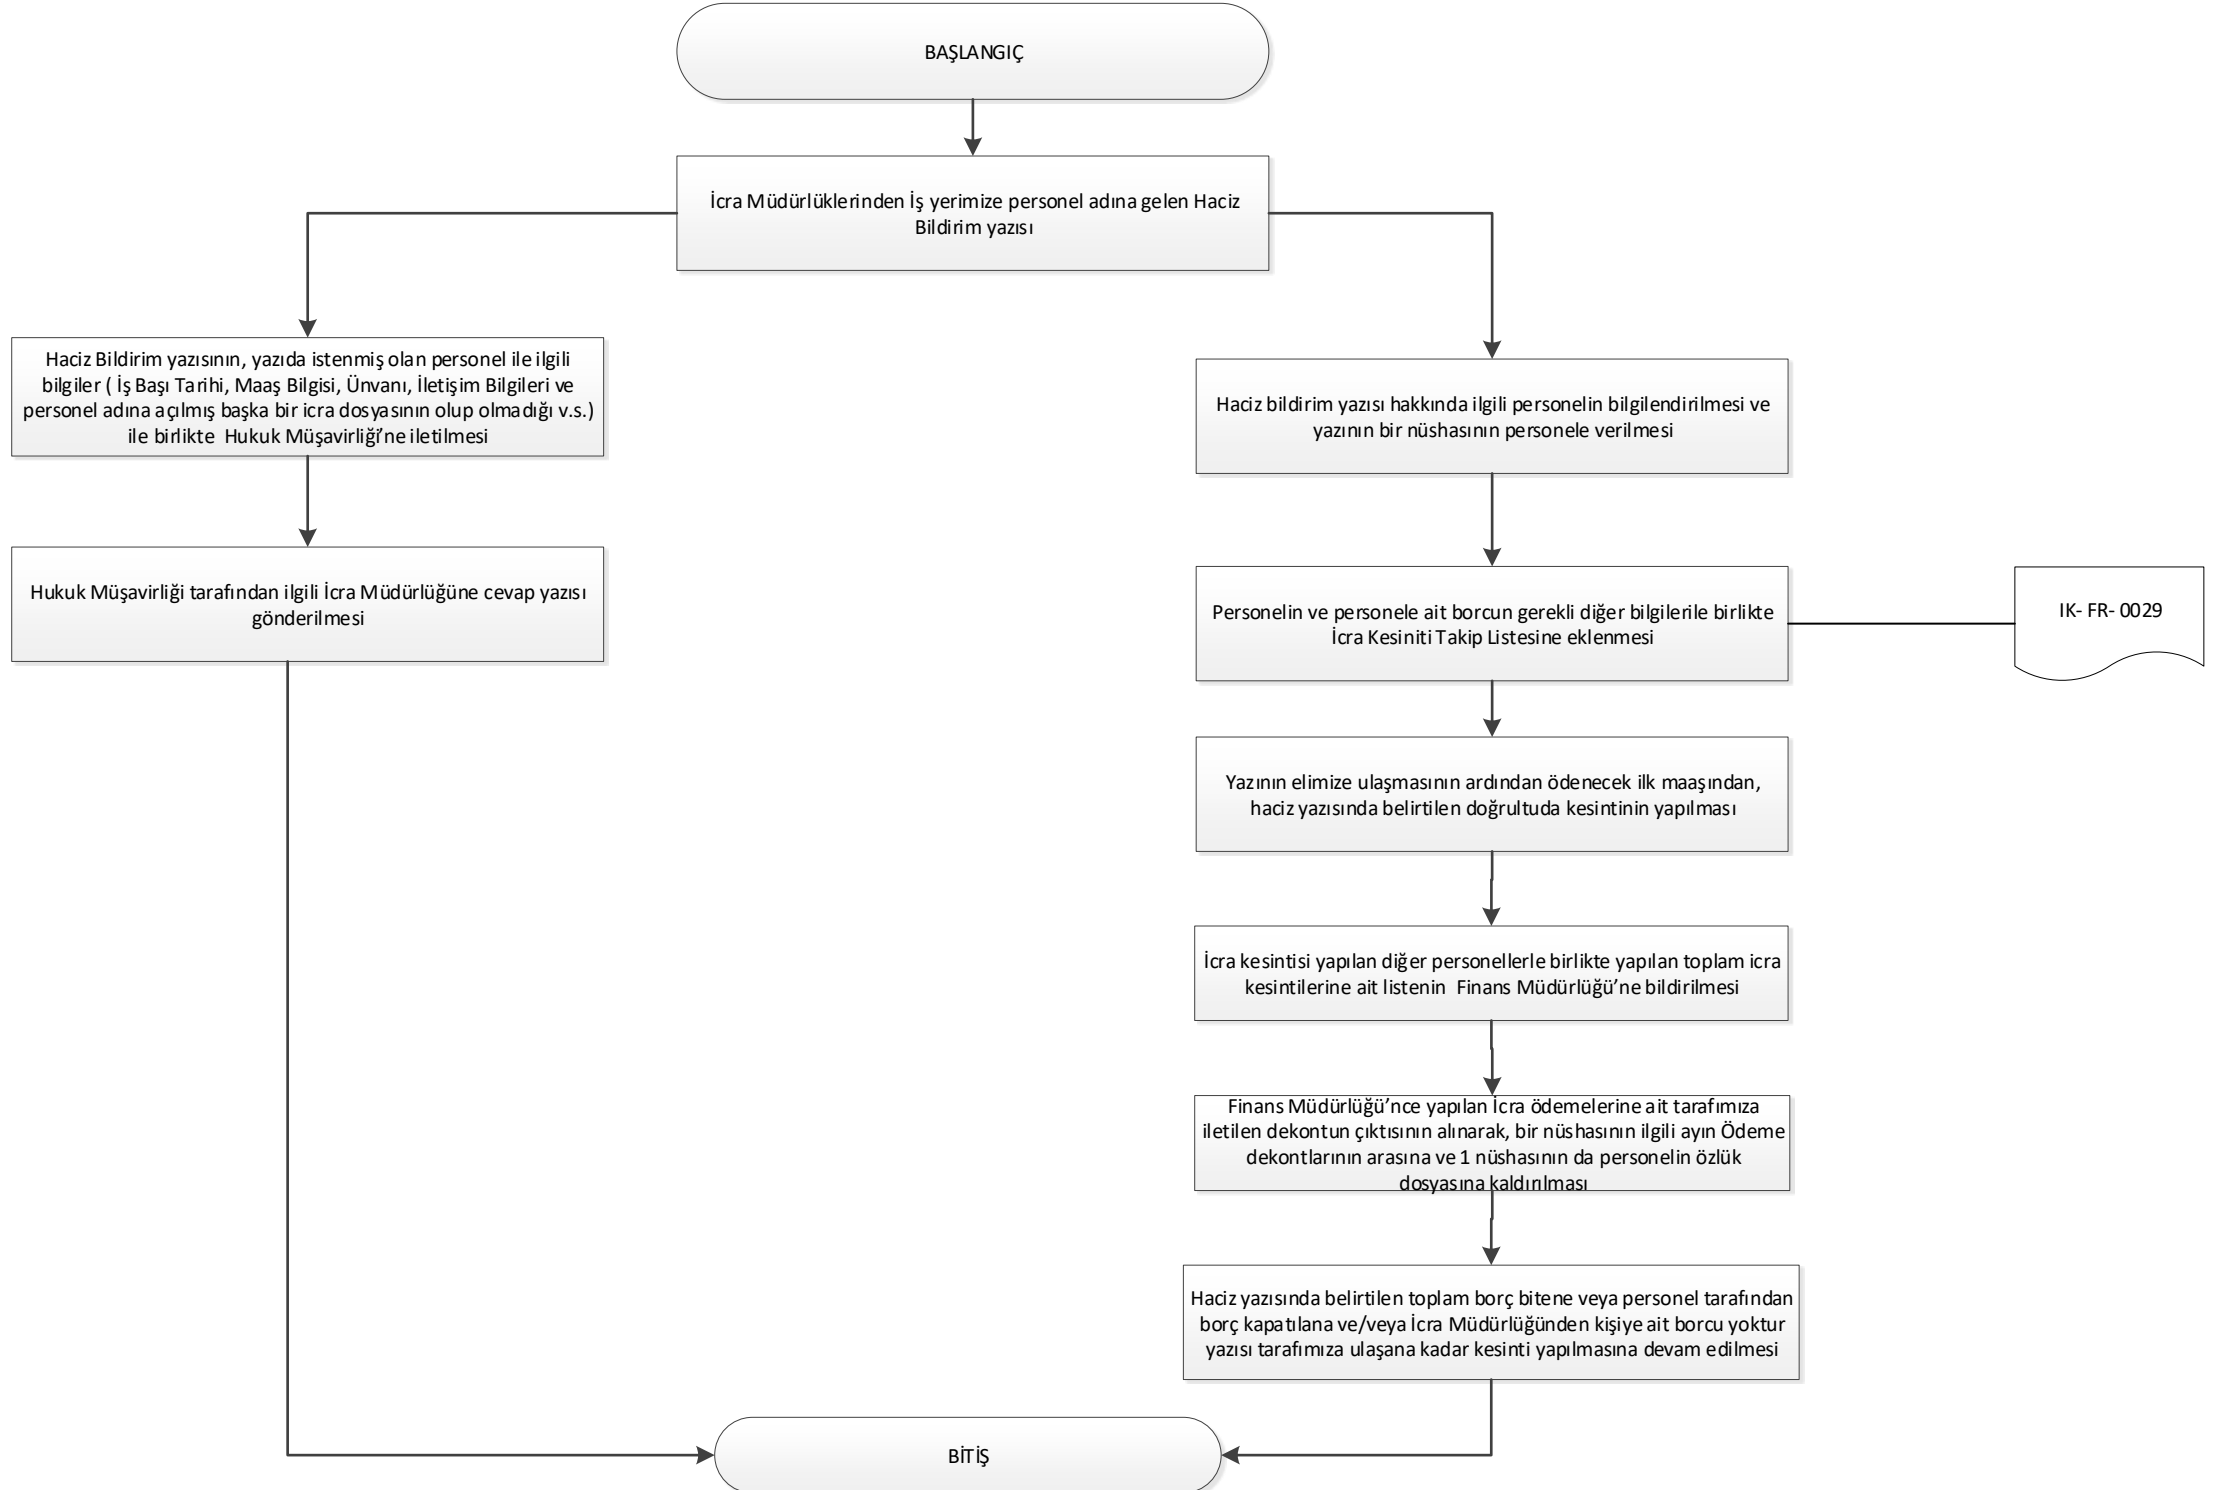 BAŞLANGIÇ
İcra Müdürlüklerinden İş yerimize personel adına gelen Haciz
Bildirim yazısı
Haciz Bildirim yazısının, yazıda istenmiş olan personel ile ilgili
bilgiler ( İş Başı Tarihi, Maaş Bilgisi, Ünvanı, İletişim Bilgileri ve
personel adına açılmış başka bir icra dosyasının olup olmadığı v.s.)
ile birlikte Hukuk Müşavirliği’ne iletilmesi
Hukuk Müşavirliği tarafından ilgili İcra Müdürlüğüne cevap yazısı
gönderilmesi
Haciz bildirim yazısı hakkında ilgili personelin bilgilendirilmesi ve
yazının bir nüshasının personele verilmesi
Personelin ve personele ait borcun gerekli diğer bilgilerile birlikte
İcra Kesiniti Takip Listesine eklenmesi
IK- FR- 0029
Yazının elimize ulaşmasının ardından ödenecek ilk maaşından,
haciz yazısında belirtilen doğrultuda kesintinin yapılması
İcra kesintisi yapılan diğer personellerle birlikte yapılan toplam icra
kesintilerine ait listenin Finans Müdürlüğü’ne bildirilmesi
Finans Müdürlüğü’nce yapılan İcra ödemelerine ait tarafımıza
iletilen dekontun çıktısının alınarak, bir nüshasının ilgili ayın Ödeme
dekontlarının arasına ve 1 nüshasının da personelin özlük
dosyasına kaldırılması
Haciz yazısında belirtilen toplam borç bitene veya personel tarafından
borç kapatılana ve/veya İcra Müdürlüğünden kişiye ait borcu yoktur
yazısı tarafımıza ulaşana kadar kesinti yapılmasına devam edilmesi
BİTİŞ